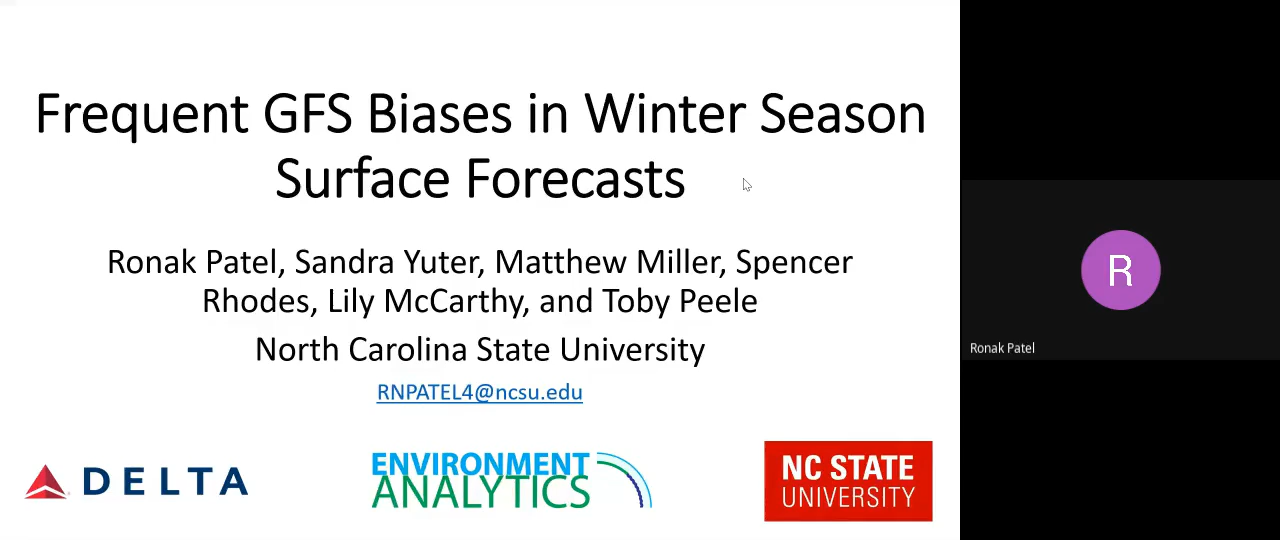 Frequent GFS Biases in Winter Season
Surface Forecasts
Ronak Patel, Sandra Yuter, Matthew Miller, Spencer
Rhodes, Lily McCarthy, and Toby Peele
North Carolina State University
RNPATEL4@ncsu.edu
DELTA
ENVIRONMENT
ANALYTICS
NC STATE
UNIVERSITY
R
Ronak Patel